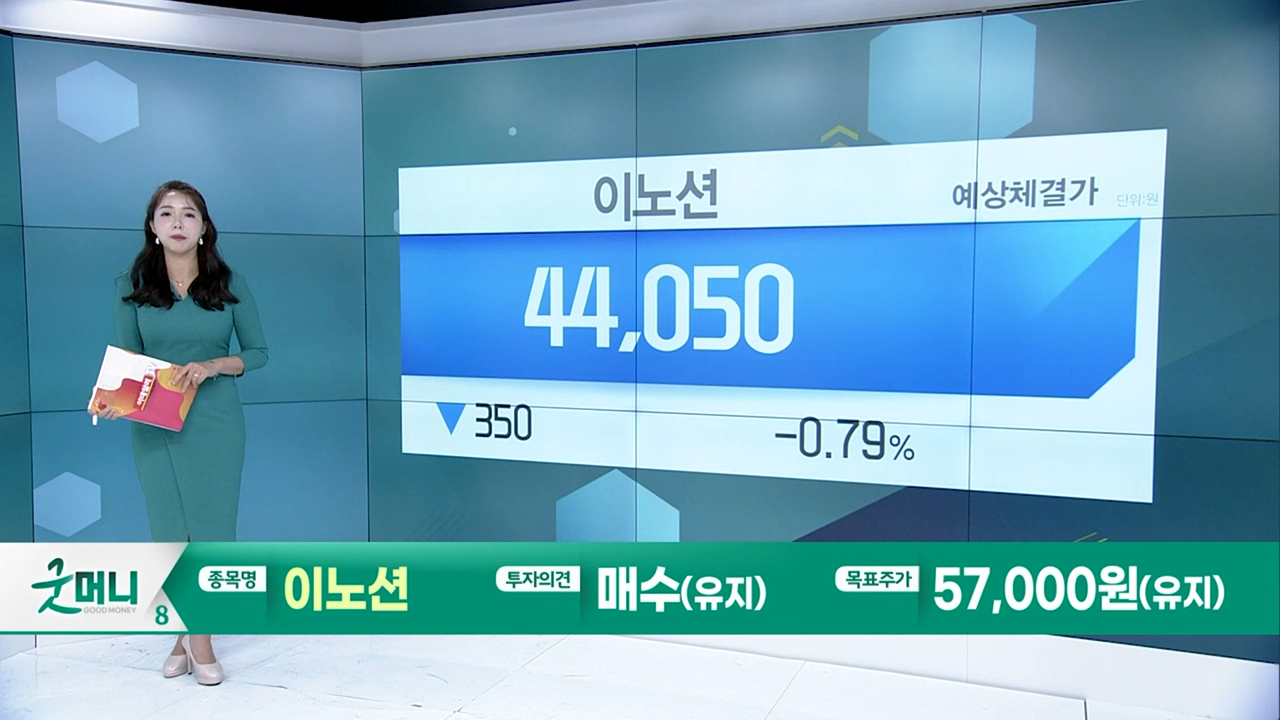 이노션
예상체결가 단위:원
44,050
▼ 350 -0.79%
굿머니
GOOD MONEY
8
종목명 이노션 투자의견 매수(유지) 목표주가 57,000원(유지)